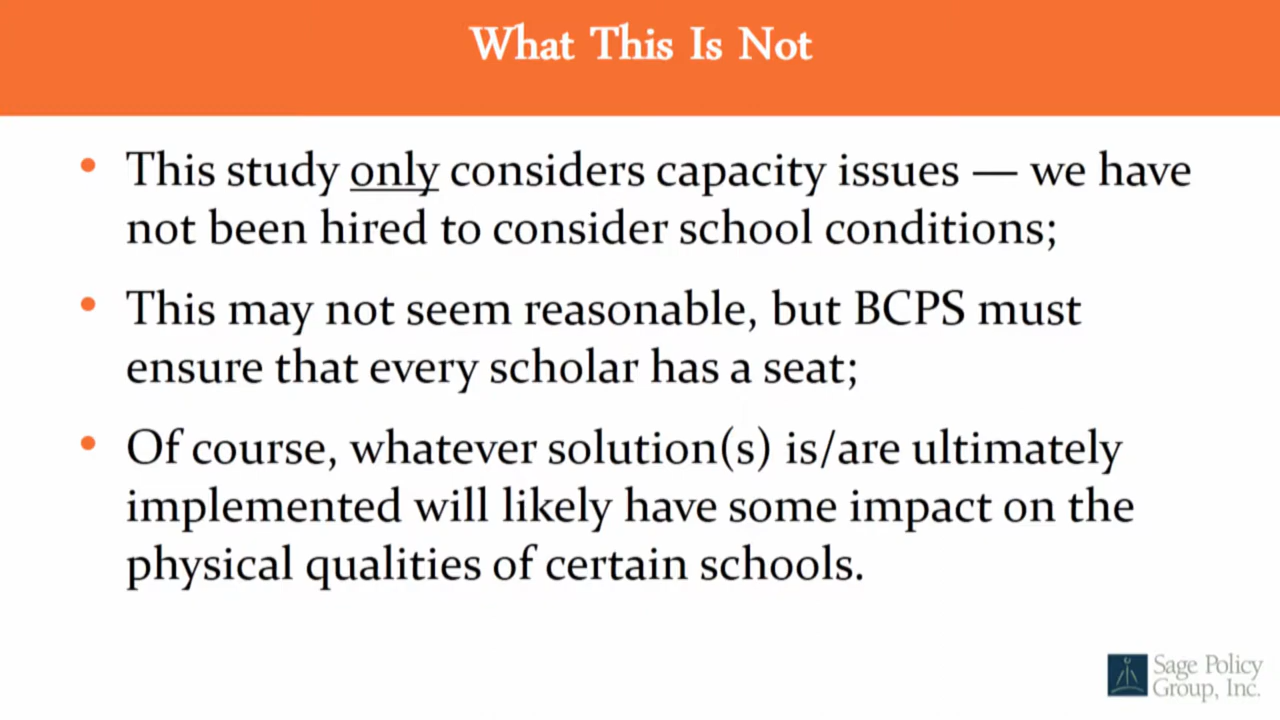 What This Is Not
This study only considers capacity issues — we have
not been hired to consider school conditions;
This may not seem reasonable, but BCPS must
ensure that every scholar has a seat;
Of course, whatever solution(s) is/are ultimately
implemented will likely have some impact on the
physical qualities of certain schools.
Sage Policy
Group, Inc.